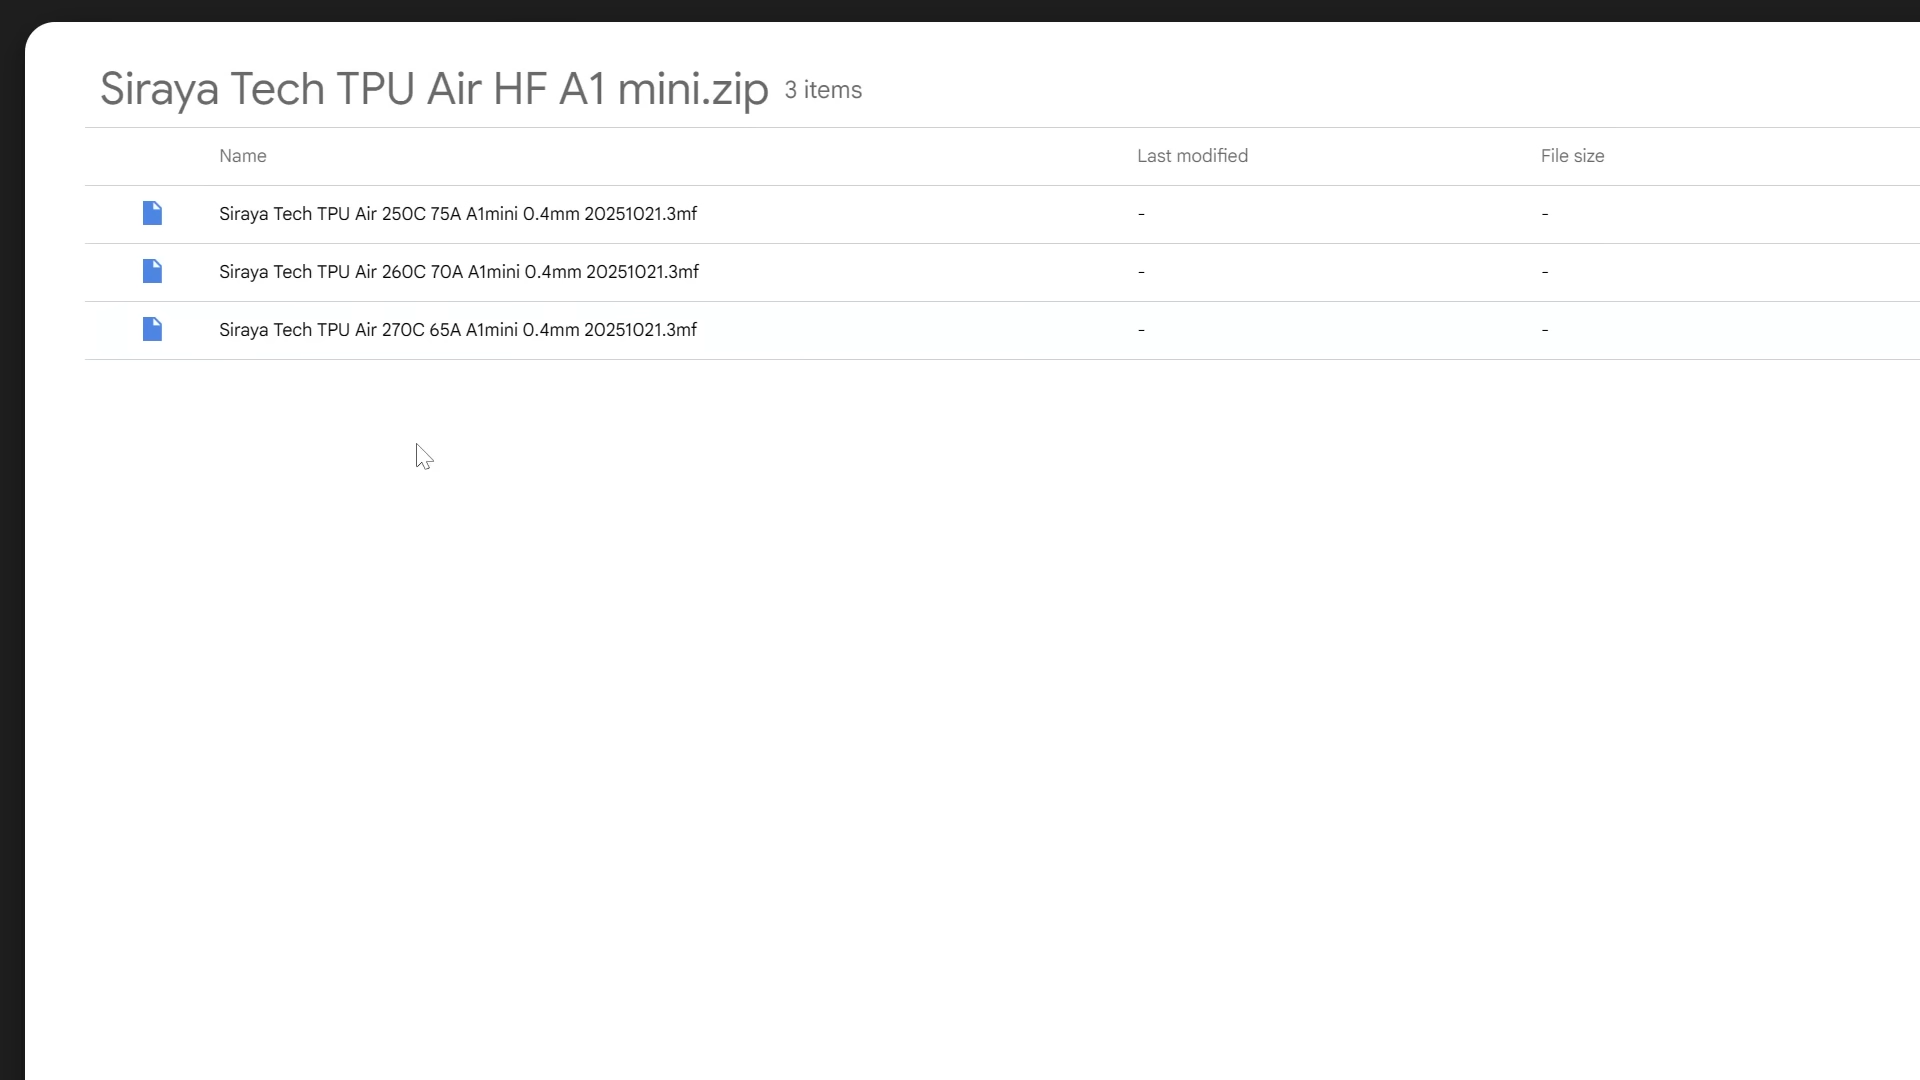 Siraya Tech TPU Air HF A1 mini.zip 3 items
Name Last modified File size
Siraya Tech TPU Air 250C 75A A1mini 0.4mm 20251021.3mf - -
Siraya Tech TPU Air 260C 70A A1mini 0.4mm 20251021.3mf - -
Siraya Tech TPU Air 270C 65A A1mini 0.4mm 20251021.3mf - -